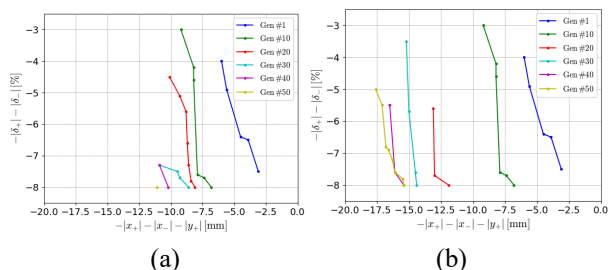 Gen #1
Gen #10
Gen #20
Gen #30
Gen #40
Gen #50
−|δ₊| − |δ₋| [%]
−3
−4
−5
−6
−7
−8
−20.0 −17.5 −15.0 −12.5 −10.0 −7.5 −5.0 −2.5 0.0
−|x₊| − |x₋| − |y₊| [mm]
(a)
Gen #1
Gen #10
Gen #20
Gen #30
Gen #40
Gen #50
−|δ₊| − |δ₋| [%]
−3
−4
−5
−6
−7
−8
−20.0 −17.5 −15.0 −12.5 −10.0 −7.5 −5.0 −2.5 0.0
−|x₊| − |x₋| − |y₊| [mm]
(b)